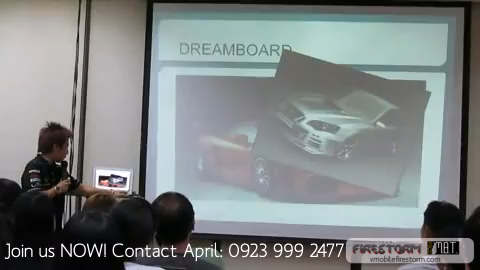 DREAMBOARD
Join us NOW! Contact April: 0923 999 2477
FIRESTORM
vmobilefirestorm.com